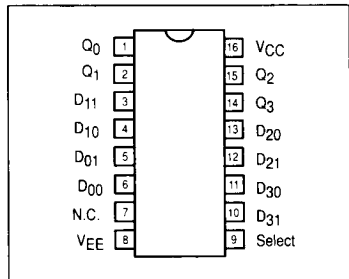 Q0 1 16 VCC
Q1 2 15 Q2
D11 3 14 Q3
D10 4 13 D20
D01 5 12 D21
D00 6 11 D30
N.C. 7 10 D31
VEE 8 9 Select